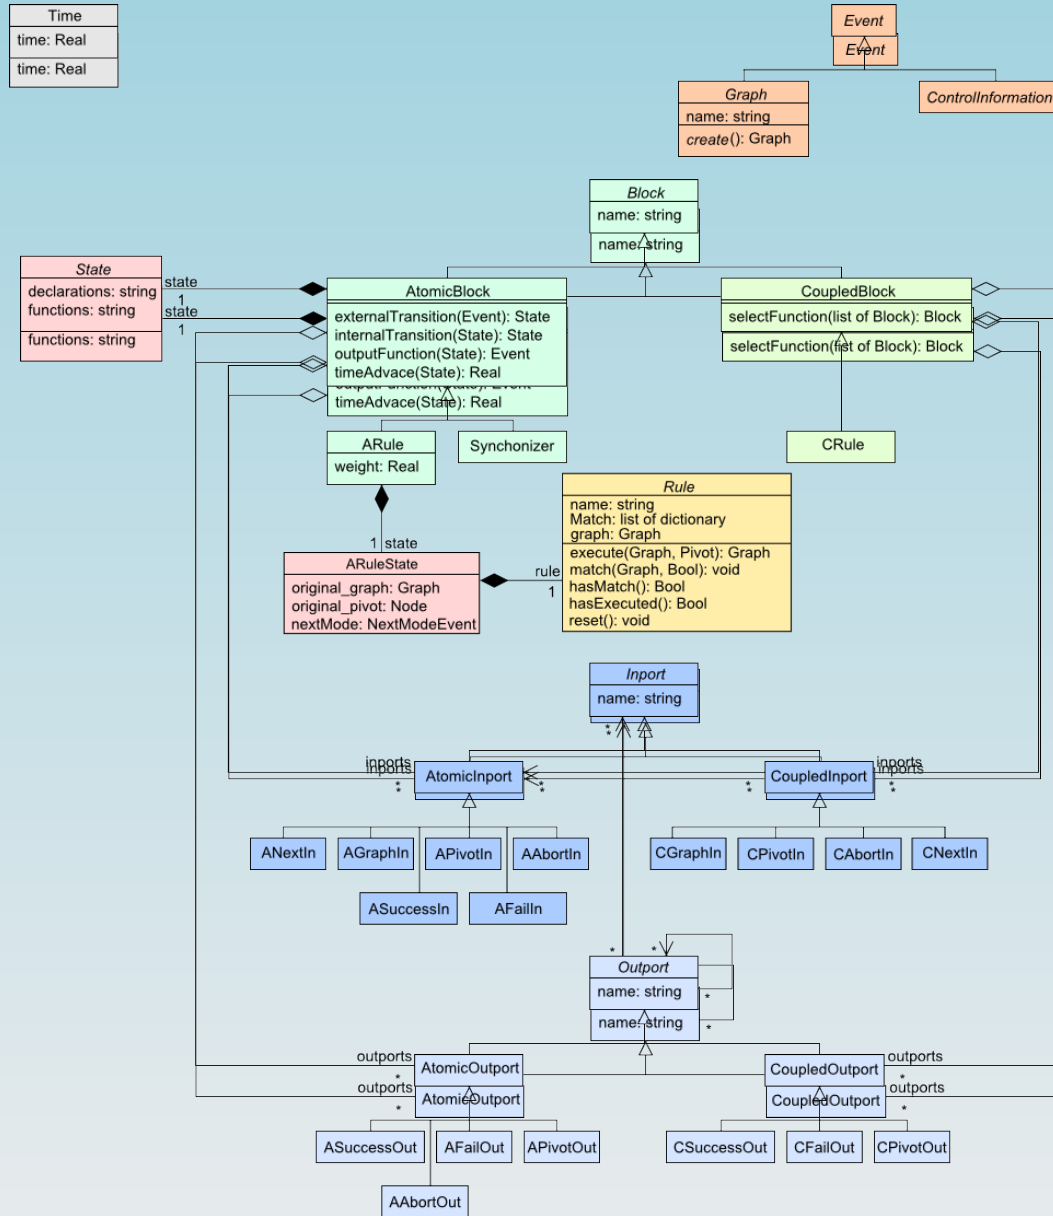 Time
time: Real
time: Real
Event
Event
Graph
name: string
create(): Graph
ControlInformation
Block
name: string
name: string
State
declarations: string
functions: string
functions: string
state
1
state
1
AtomicBlock
externalTransition(Event): State
internalTransition(State): State
outputFunction(State): Event
timeAdvace(State): Real
outputFunction(State): Event
timeAdvace(State): Real
CoupledBlock
selectFunction(list of Block): Block
selectFunction(list of Block): Block
ARule
weight: Real
Synchonizer
CRule
1 state
Rule
name: string
Match: list of dictionary
graph: Graph
execute(Graph, Pivot): Graph
match(Graph, Bool): void
hasMatch(): Bool
hasExecuted(): Bool
reset(): void
ARuleState
original_graph: Graph
original_pivot: Node
nextMode: NextModeEvent
rule
1
Inport
name: string
*
*
inports
inports
*
*
AtomicInport
*
*
*
*
CoupledInport
inports
inports
*
*
ANextIn
AGraphIn
APivotIn
AAbortIn
ASuccessIn
AFailIn
CGraphIn
CPivotIn
CAbortIn
CNextIn
*
*
Outport
name: string
name: string
*
*
outports
*
outports
*
AtomicOutport
AtomicOutport
CoupledOutport
CoupledOutport
outports
*
outports
*
ASuccessOut
AFailOut
APivotOut
AAbortOut
CSuccessOut
CFailOut
CPivotOut